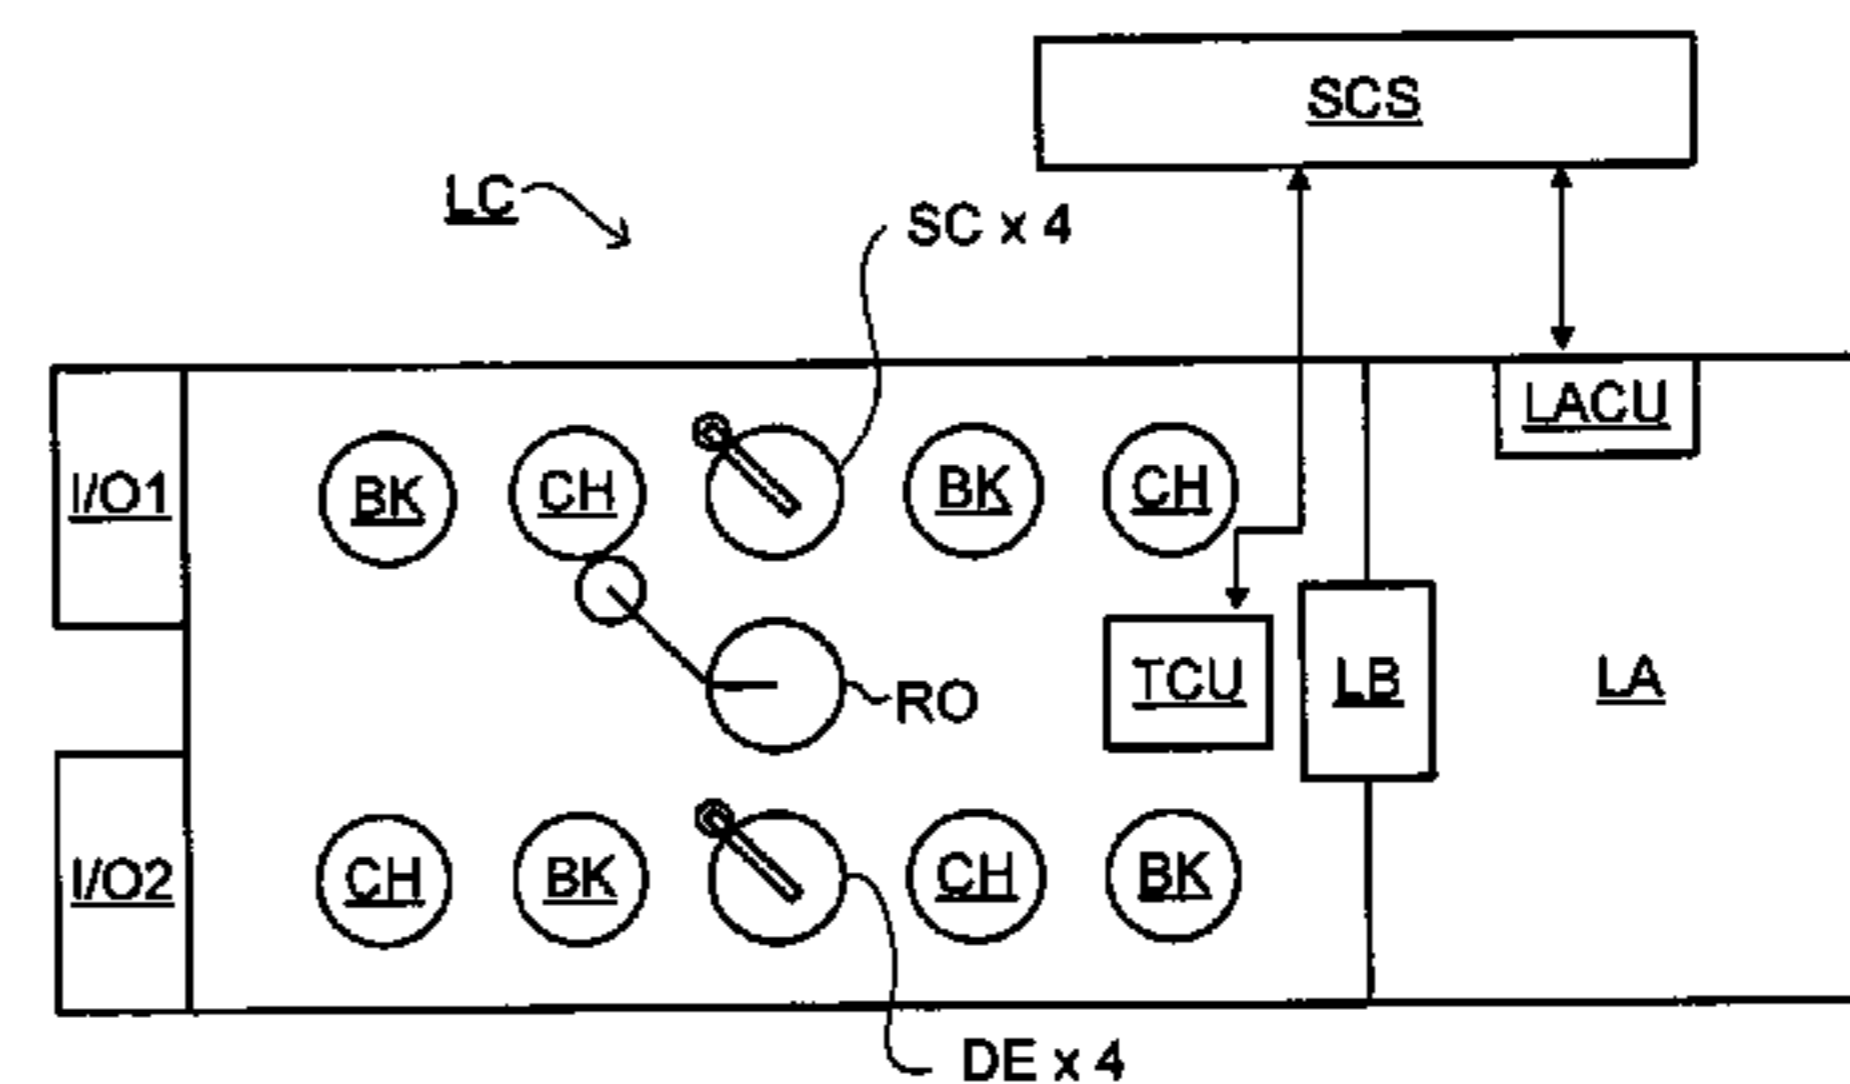 SCS
LC
SC x 4
LACU
I/O1
BK
CH
BK
CH
RO
TCU
LB
LA
I/O2
CH
BK
CH
BK
DE x 4